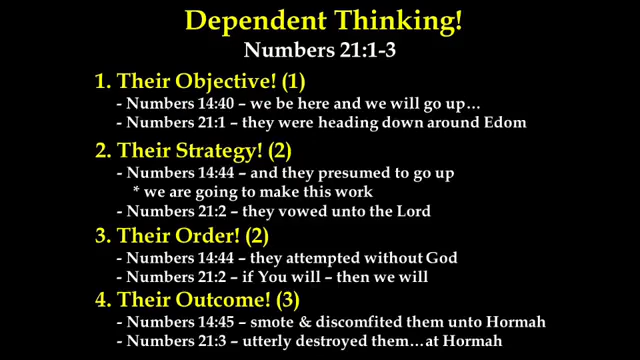 Dependent Thinking!
Numbers 21:1-3
1. Their Objective! (1)
- Numbers 14:40 – we be here and we will go up…
- Numbers 21:1 – they were heading down around Edom
2. Their Strategy! (2)
- Numbers 14:44 – and they presumed to go up
* we are going to make this work
- Numbers 21:2 – they vowed unto the Lord
3. Their Order! (2)
- Numbers 14:44 – they attempted without God
- Numbers 21:2 – if You will – then we will
4. Their Outcome! (3)
- Numbers 14:45 – smote & discomfited them unto Hormah
- Numbers 21:3 – utterly destroyed them…at Hormah